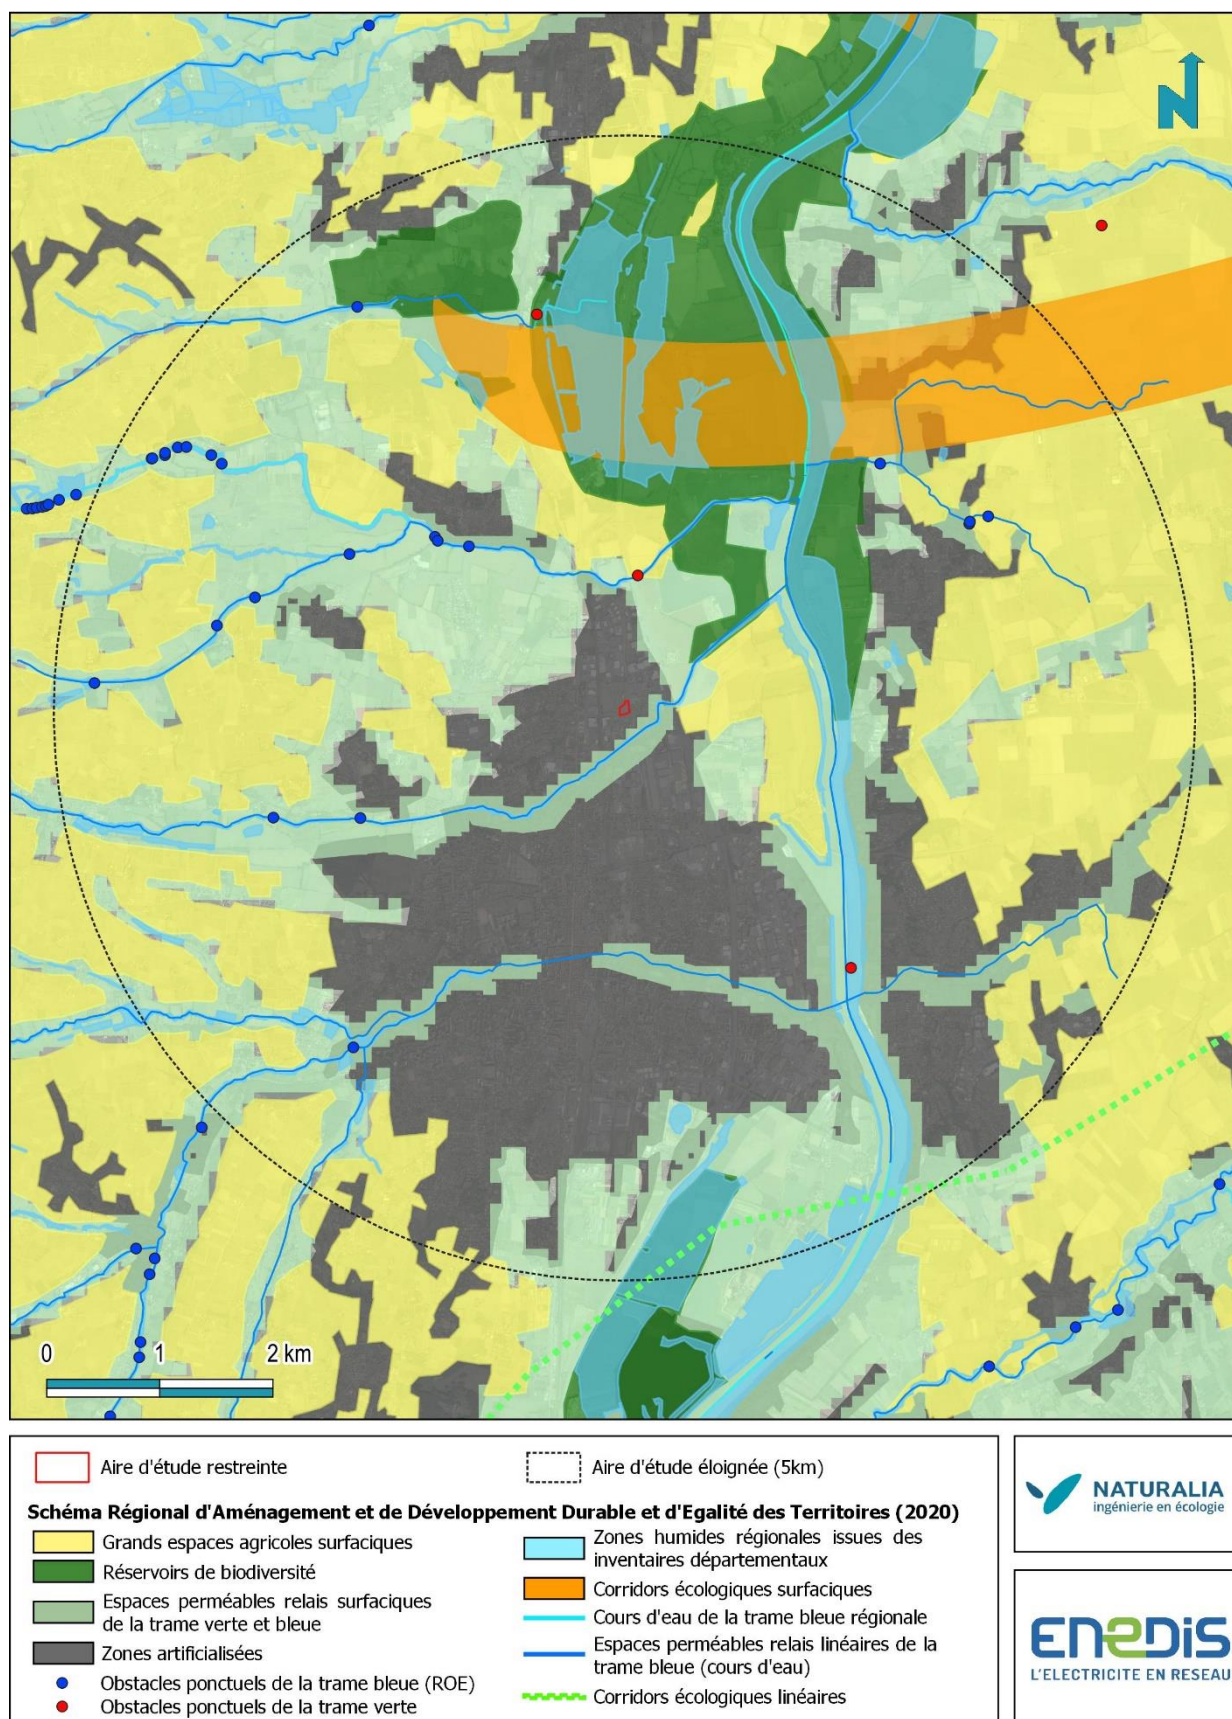 N
0 1 2 km
Aire d'étude restreinte
Aire d'étude éloignée (5km)
Schéma Régional d'Aménagement et de Développement Durable et d'Egalité des Territoires (2020)
Grands espaces agricoles surfaciques
Réservoirs de biodiversité
Espaces perméables relais surfaciques
de la trame verte et bleue
Zones artificialisées
Obstacles ponctuels de la trame bleue (ROE)
Obstacles ponctuels de la trame verte
Zones humides régionales issues des
inventaires départementaux
Corridors écologiques surfaciques
Cours d'eau de la trame bleue régionale
Espaces perméables relais linéaires de la
trame bleue (cours d'eau)
Corridors écologiques linéaires
NATURALIA
ingénierie en écologie
ENEDIS
L'ELECTRICITE EN RESEAU